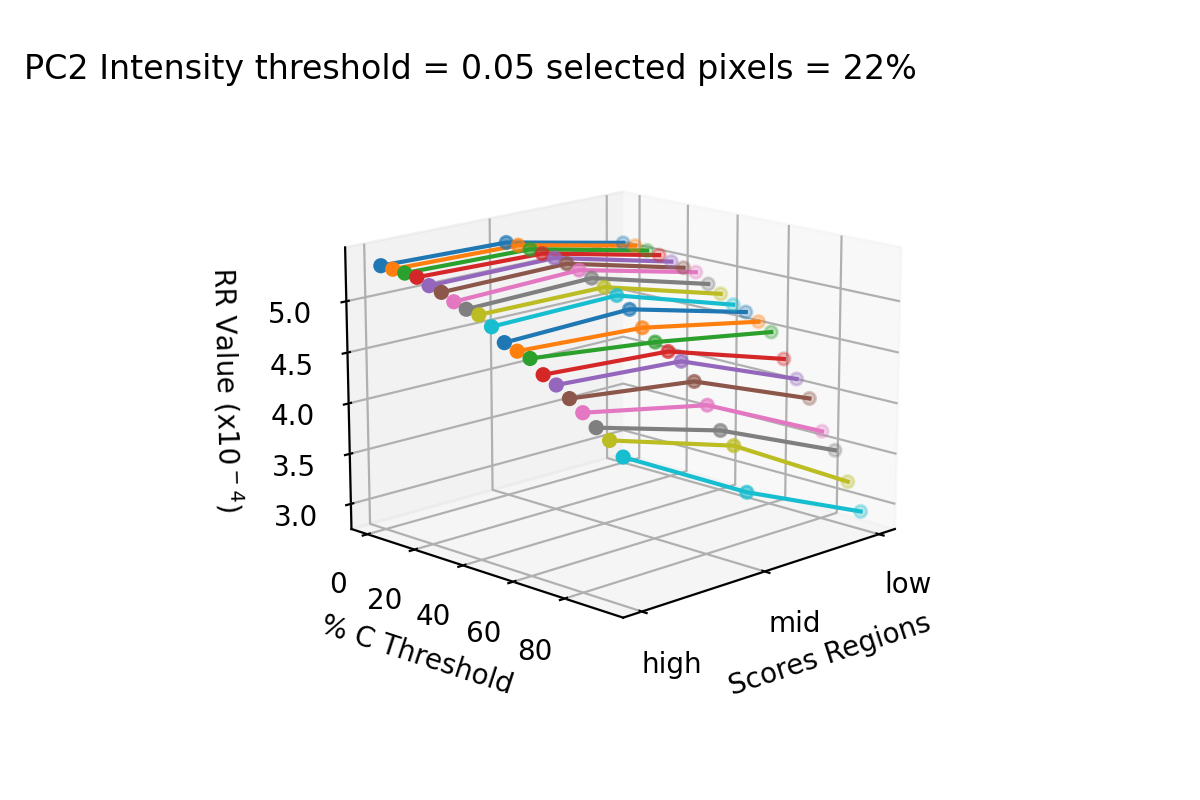 PC2 Intensity threshold = 0.05 selected pixels = 22%
RR Value (x10⁻⁴)
5.0
4.5
4.0
3.5
3.0
0
20
40
60
80
% C Threshold
high
mid
low
Scores Regions